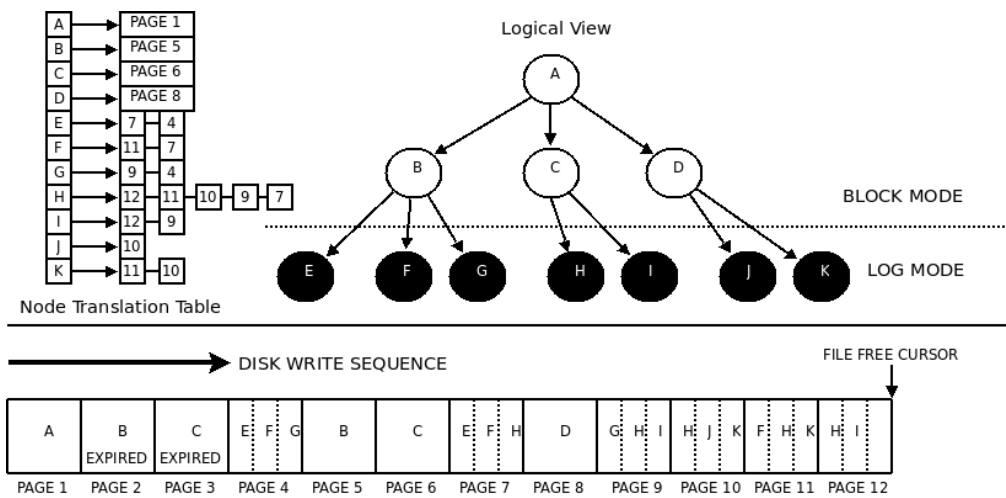 A PAGE 1
B PAGE 5
C PAGE 6
D PAGE 8
E 7 4
F 11 7
G 9 4
H 12 11 10 9 7
I 12 9
J 10
K 11 10
Node Translation Table
Logical View
A
B C D
BLOCK MODE
E F G H I J K
LOG MODE
DISK WRITE SEQUENCE
FILE FREE CURSOR
A B C E F G B C E F H D G H I H J K F H K H I
EXPIRED EXPIRED
PAGE 1 PAGE 2 PAGE 3 PAGE 4 PAGE 5 PAGE 6 PAGE 7 PAGE 8 PAGE 9 PAGE 10 PAGE 11 PAGE 12